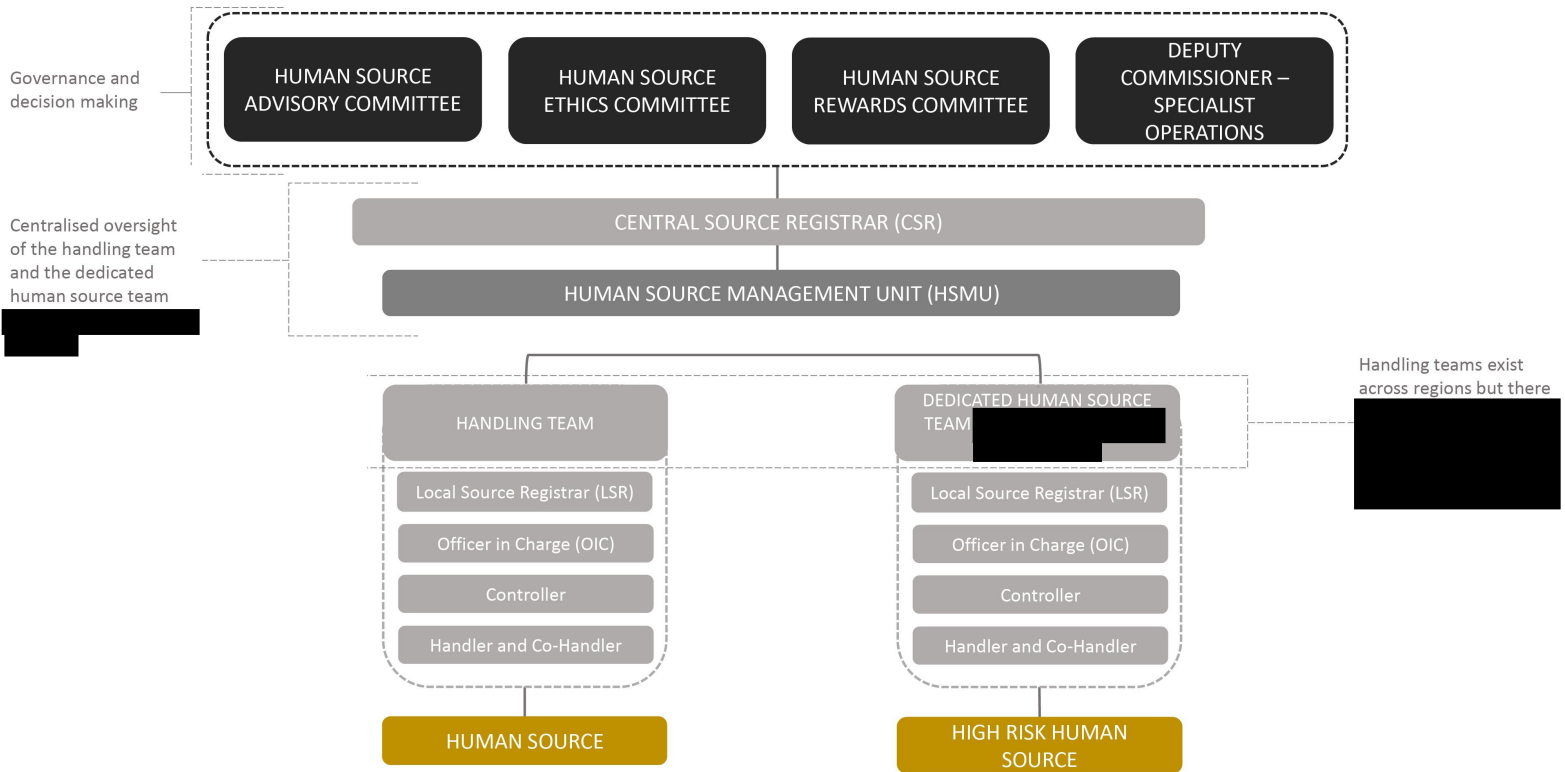 Governance and
decision making
HUMAN SOURCE
ADVISORY COMMITTEE
HUMAN SOURCE
ETHICS COMMITTEE
HUMAN SOURCE
REWARDS COMMITTEE
DEPUTY
COMMISSIONER –
SPECIALIST
OPERATIONS
Centralised oversight
of the handling team
and the dedicated
human source team
CENTRAL SOURCE REGISTRAR (CSR)
HUMAN SOURCE MANAGEMENT UNIT (HSMU)
Handling teams exist
across regions but there
HANDLING TEAM
Local Source Registrar (LSR)
Officer in Charge (OIC)
Controller
Handler and Co-Handler
HUMAN SOURCE
DEDICATED HUMAN SOURCE
TEAM
Local Source Registrar (LSR)
Officer in Charge (OIC)
Controller
Handler and Co-Handler
HIGH RISK HUMAN
SOURCE